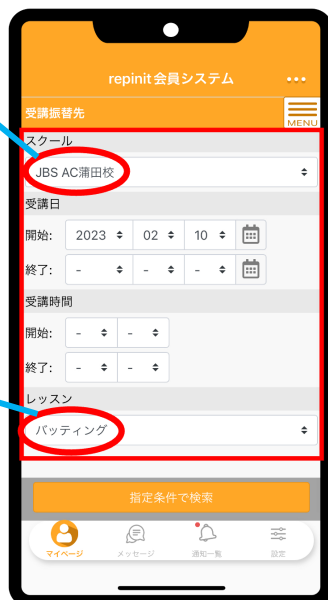 repinit会員システム
受講振替先
MENU
スクール
JBS AC蒲田校
受講日
開始: 2023 02 10
終了: - - -
受講時間
開始: - -
終了: - -
レッスン
バッティング
指定条件で検索
マイページ メッセージ 通知一覧 設定